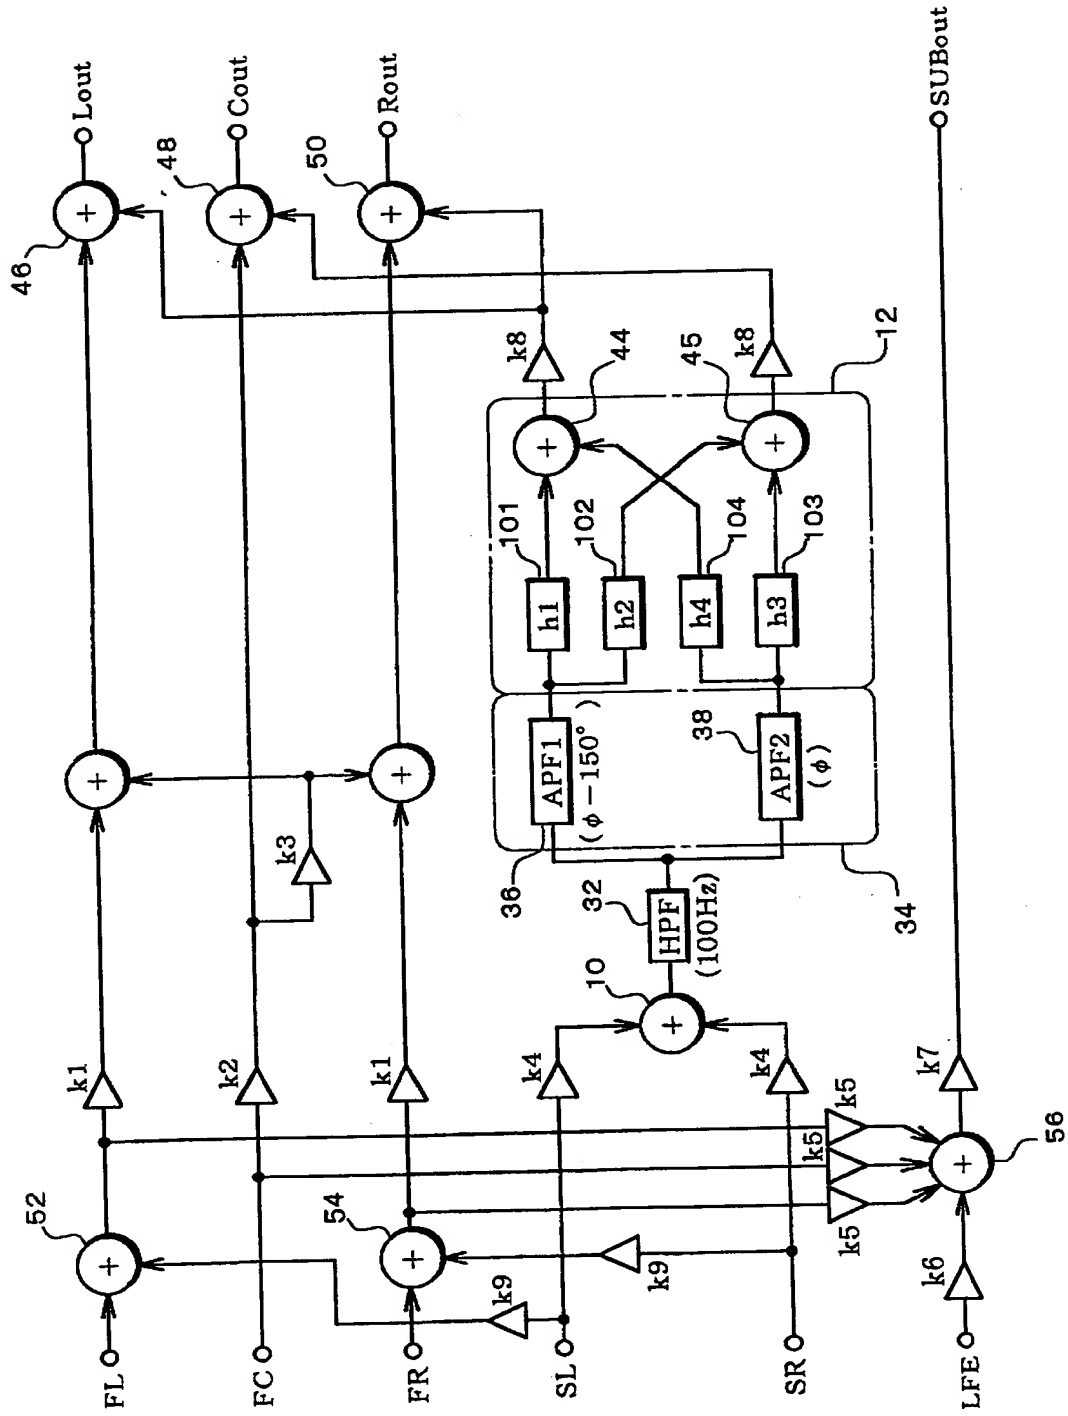 46
Lout
48
Cout
50
Rout
k8
44
45
k8
12
SUBout
101
102
104
103
h1
h2
h4
h3
k3
36
APF1
(φ－150°)
38
APF2
(φ)
34
32
HPF
(100Hz)
10
k1
k2
k1
k4
k4
k7
52
54
k5
k5
k5
56
k9
k9
k6
FL
FC
FR
SL
SR
LFE
+
+
+
+
+
+
+
+
+
+
+